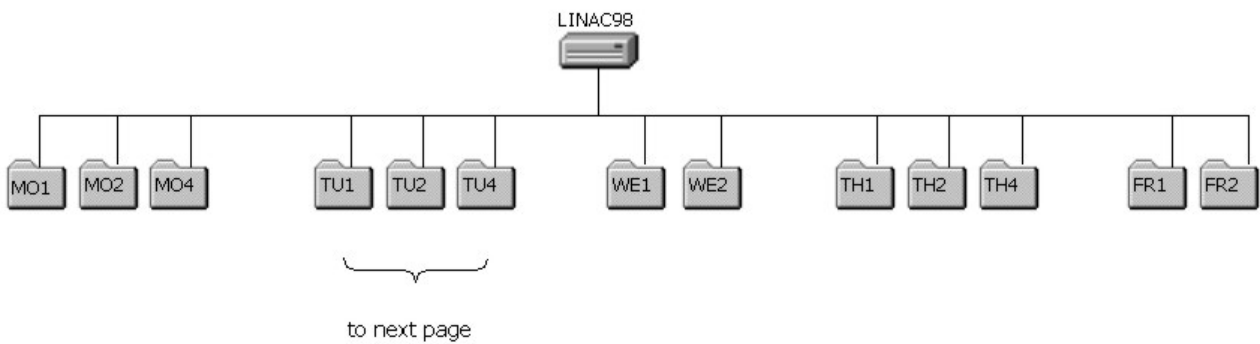 LINAC98
MO1 MO2 MO4 TU1 TU2 TU4 WE1 WE2 TH1 TH2 TH4 FR1 FR2
to next page